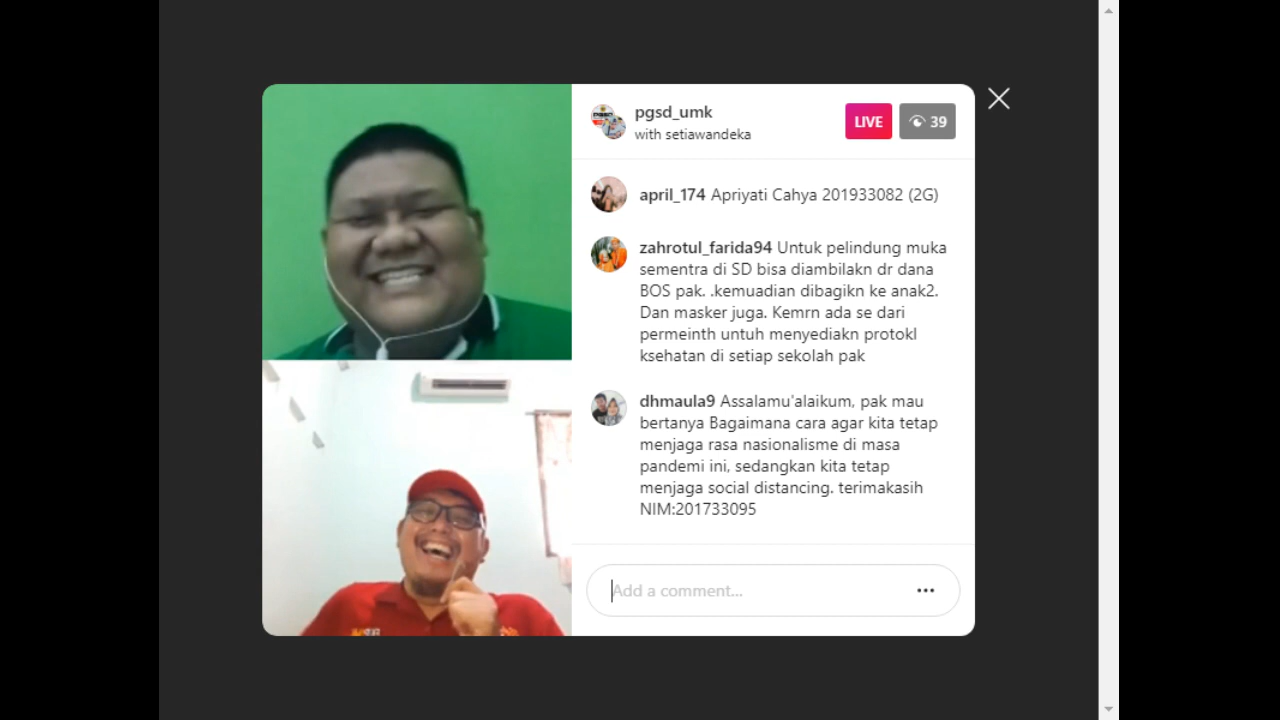 pgsd_umk
with setiawandeka
LIVE
39
april_174 Apriyati Cahya 201933082 (2G)
zahrotul_farida94 Untuk pelindung muka
sementra di SD bisa diambilakn dr dana
BOS pak. .kemuadian dibagikn ke anak2.
Dan masker juga. Kemrn ada se dari
permeinth untuh menyediakn protokl
ksehatan di setiap sekolah pak
dhmaula9 Assalamu'alaikum, pak mau
bertanya Bagaimana cara agar kita tetap
menjaga rasa nasionalisme di masa
pandemi ini, sedangkan kita tetap
menjaga social distancing. terimakasih
NIM:201733095
Add a comment...